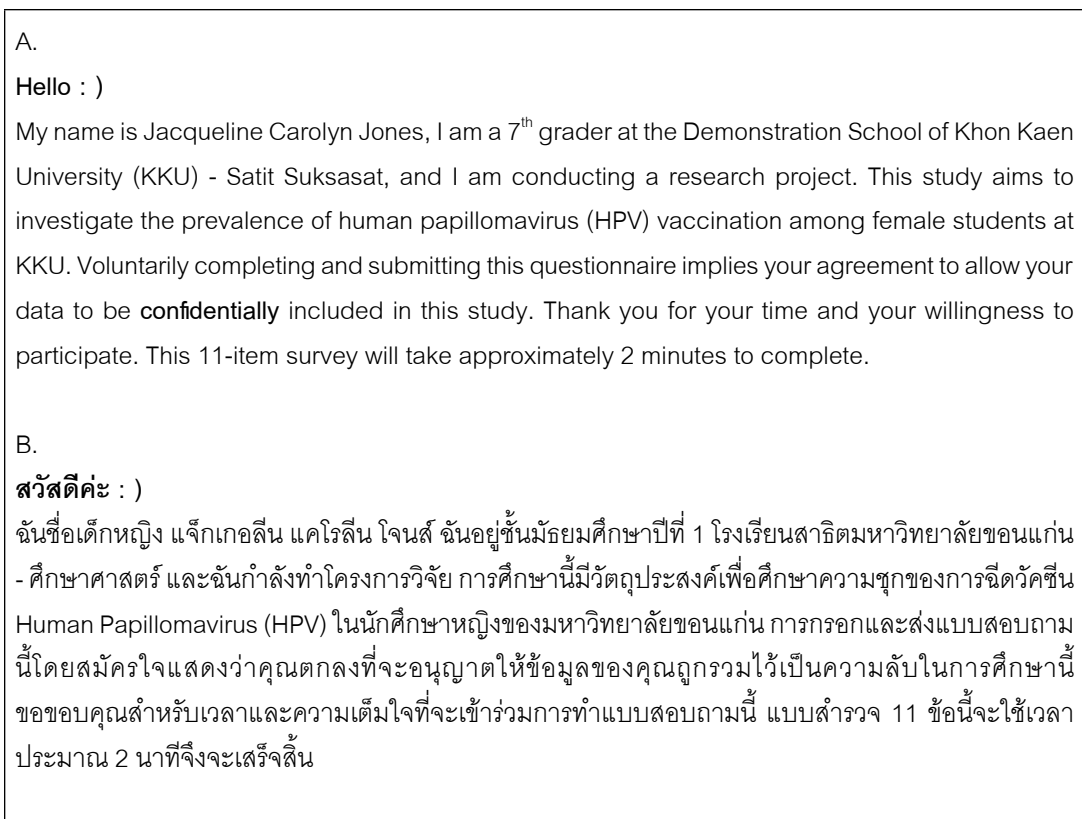 A.
Hello : )
My name is Jacqueline Carolyn Jones, I am a 7th grader at the Demonstration School of Khon Kaen
University (KKU) - Satit Suksasat, and I am conducting a research project. This study aims to
investigate the prevalence of human papillomavirus (HPV) vaccination among female students at
KKU. Voluntarily completing and submitting this questionnaire implies your agreement to allow your
data to be confidentially included in this study. Thank you for your time and your willingness to
participate. This 11-item survey will take approximately 2 minutes to complete.
B.
สวัสดีค่ะ : )
ฉันชื่อเด็กหญิง แจ็กเกอลีน แคโรลีน โจนส์ ฉันอยู่ชั้นมัธยมศึกษาปีที่ 1 โรงเรียนสาธิตมหาวิทยาลัยขอนแก่น
- ศึกษาศาสตร์ และฉันกำลังทำโครงการวิจัย การศึกษานี้มีวัตถุประสงค์เพื่อศึกษาความชุกของการฉีดวัคซีน
Human Papillomavirus (HPV) ในนักศึกษาหญิงของมหาวิทยาลัยขอนแก่น การกรอกและส่งแบบสอบถาม
นี้โดยสมัครใจแสดงว่าคุณตกลงที่จะอนุญาตให้ข้อมูลของคุณถูกรวมไว้เป็นความลับในการศึกษานี้
ขอขอบคุณสำหรับเวลาและความเต็มใจที่จะเข้าร่วมการทำแบบสอบถามนี้ แบบสำรวจ 11 ข้อนี้จะใช้เวลา
ประมาณ 2 นาทีจึงจะเสร็จสิ้น